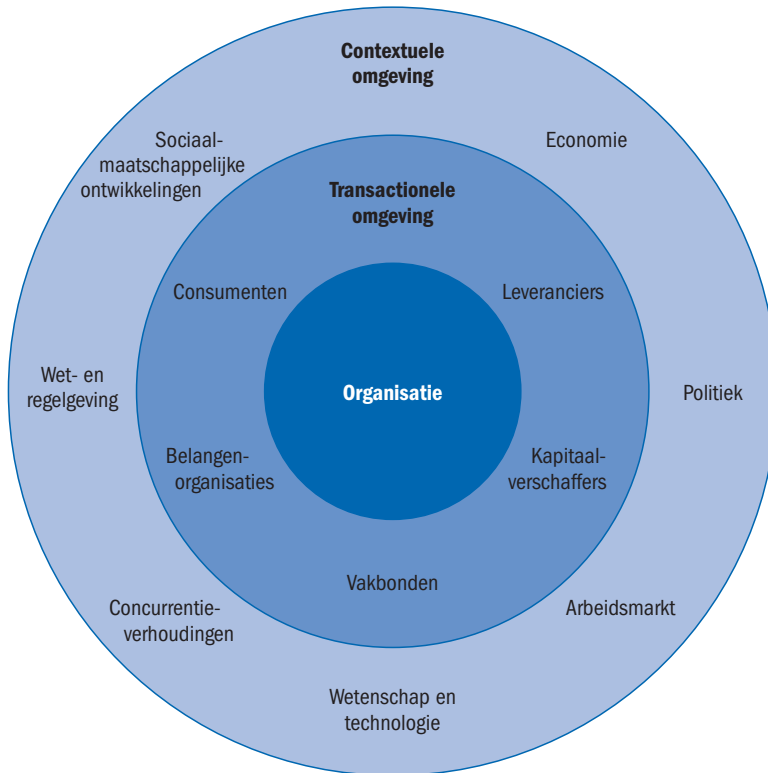 Contextuele
omgeving
Sociaal-
maatschappelijke
ontwikkelingen
Economie
Transactionele
omgeving
Consumenten
Leveranciers
Wet- en
regelgeving
Organisatie
Politiek
Belangen-
organisaties
Kapitaal-
verschaffers
Vakbonden
Concurrentie-
verhoudingen
Arbeidsmarkt
Wetenschap en
technologie